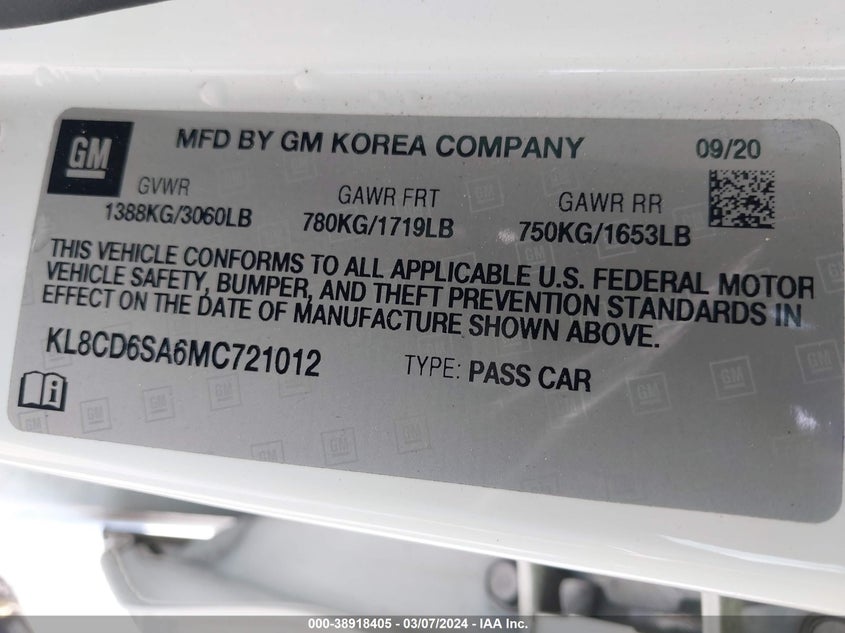 GM
MFD BY GM KOREA COMPANY 09/20
GVWR GAWR FRT GAWR RR
1388KG/3060LB 780KG/1719LB 750KG/1653LB
THIS VEHICLE CONFORMS TO ALL APPLICABLE U.S. FEDERAL MOTOR
VEHICLE SAFETY, BUMPER, AND THEFT PREVENTION STANDARDS IN
EFFECT ON THE DATE OF MANUFACTURE SHOWN ABOVE.
KL8CD6SA6MC721012 TYPE: PASS CAR
000-38918405 - 03/07/2024 - IAA Inc.